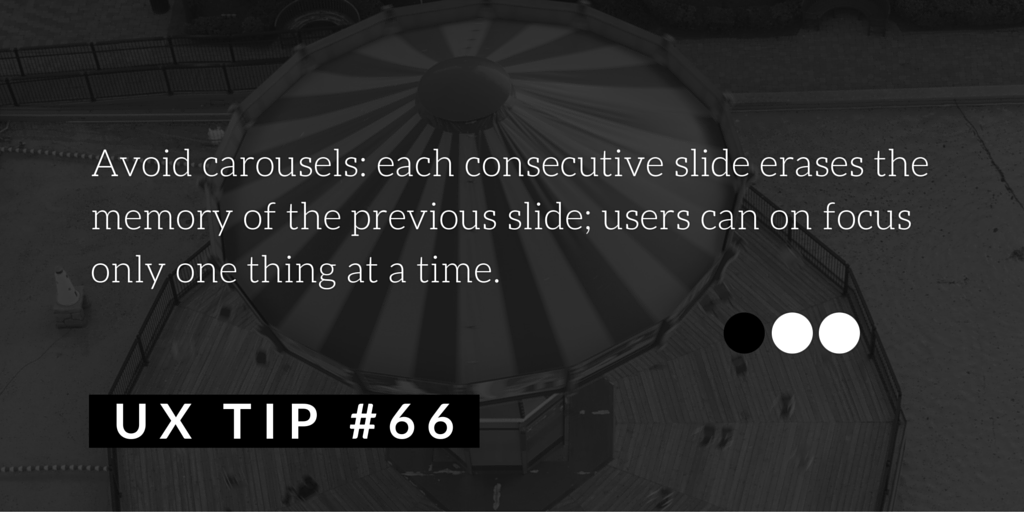 Avoid carousels: each consecutive slide erases the
memory of the previous slide; users can on focus
only one thing at a time.
UX TIP #66